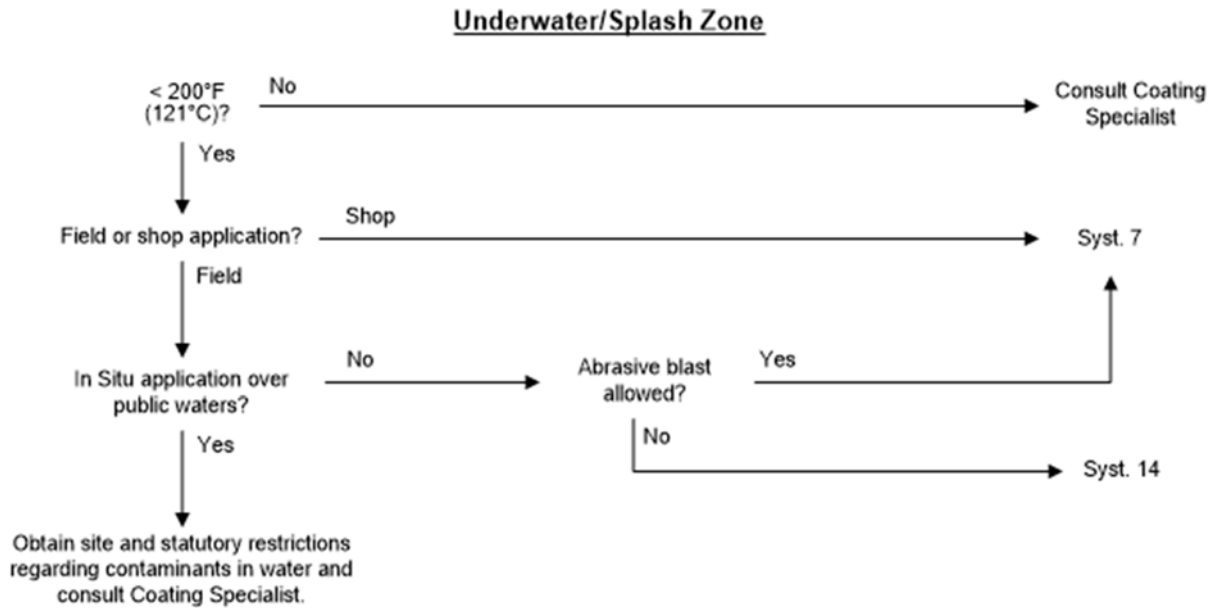 Underwater/Splash Zone
< 200°F
(121°C)?
No
Consult Coating
Specialist
Yes
Field or shop application?
Shop
Syst. 7
Field
In Situ application over
public waters?
No
Abrasive blast
allowed?
Yes
No
Syst. 14
Yes
Obtain site and statutory restrictions
regarding contaminants in water and
consult Coating Specialist.